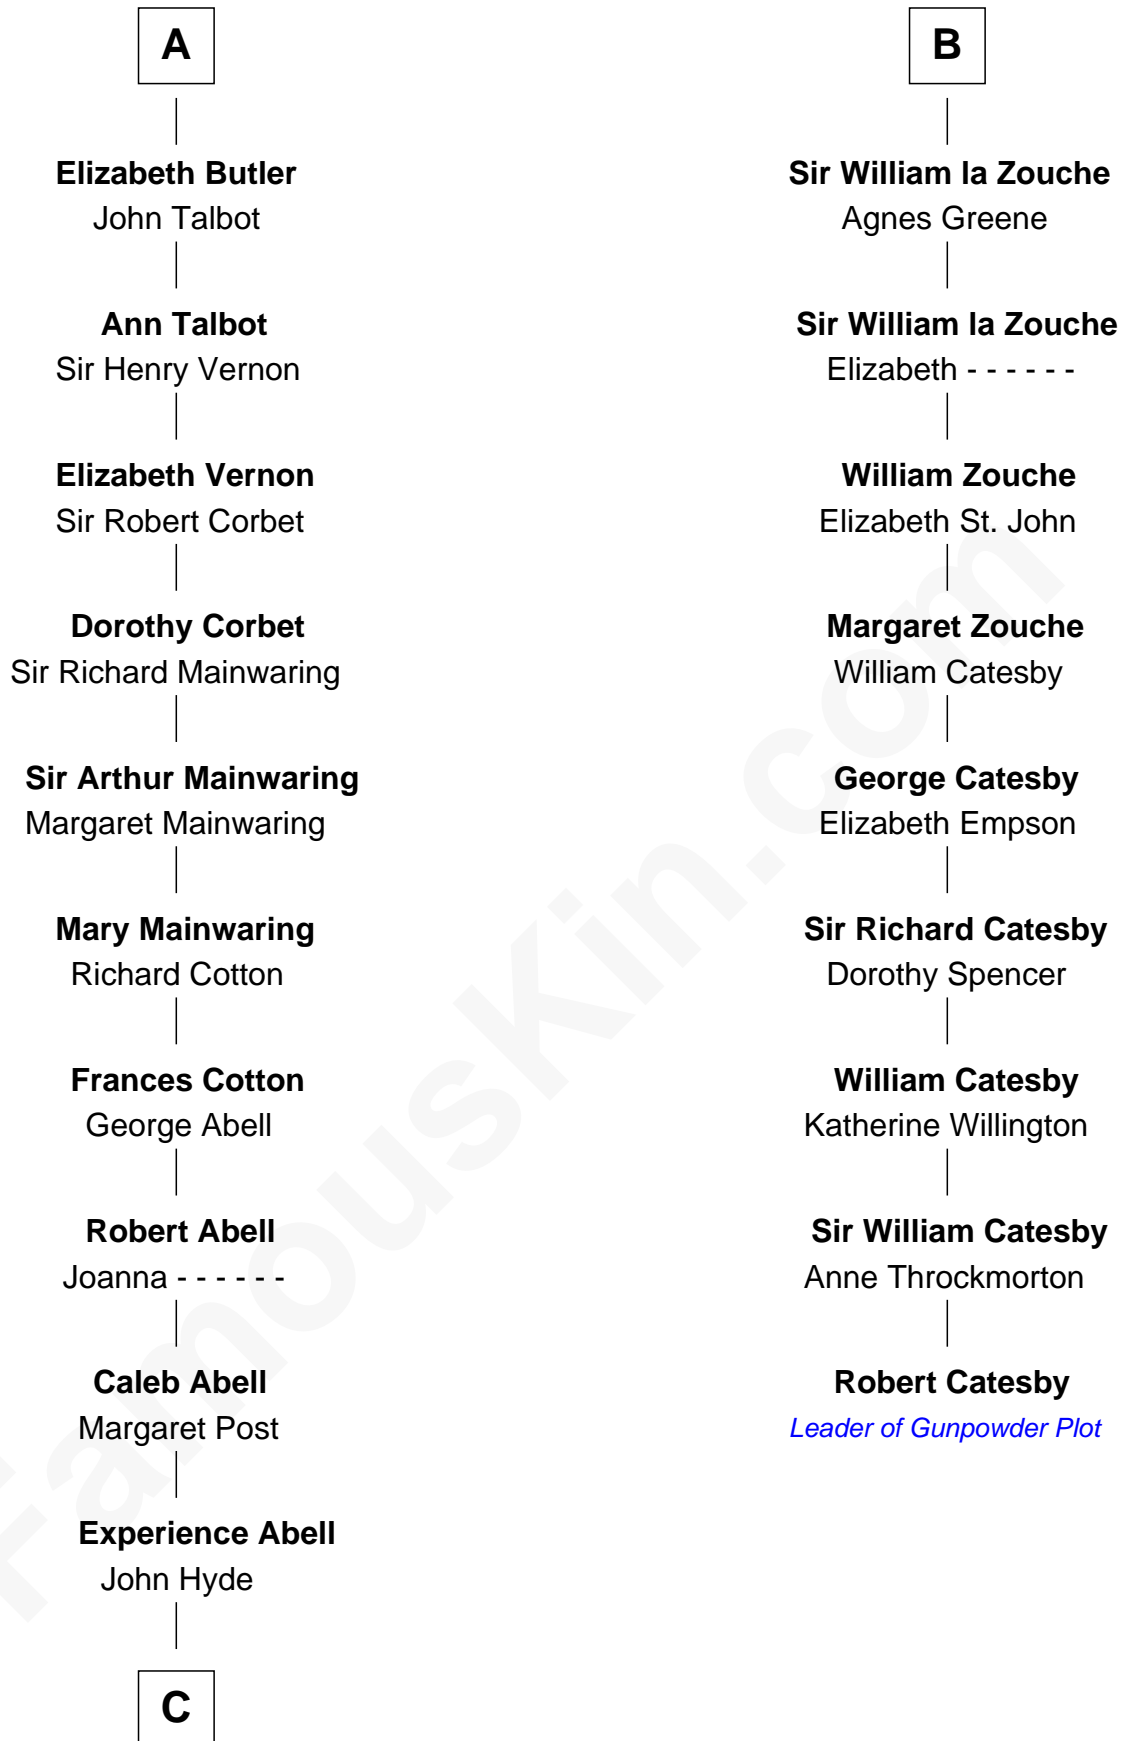 A
Elizabeth Butler
John Talbot
Ann Talbot
Sir Henry Vernon
Elizabeth Vernon
Sir Robert Corbet
Dorothy Corbet
Sir Richard Mainwaring
Sir Arthur Mainwaring
Margaret Mainwaring
Mary Mainwaring
Richard Cotton
Frances Cotton
George Abell
Robert Abell
Joanna - - - - - -
Caleb Abell
Margaret Post
Experience Abell
John Hyde
C
B
Sir William la Zouche
Agnes Greene
Sir William la Zouche
Elizabeth - - - - - -
William Zouche
Elizabeth St. John
Margaret Zouche
William Catesby
George Catesby
Elizabeth Empson
Sir Richard Catesby
Dorothy Spencer
William Catesby
Katherine Willington
Sir William Catesby
Anne Throckmorton
Robert Catesby
Leader of Gunpowder Plot
FamousKin.com